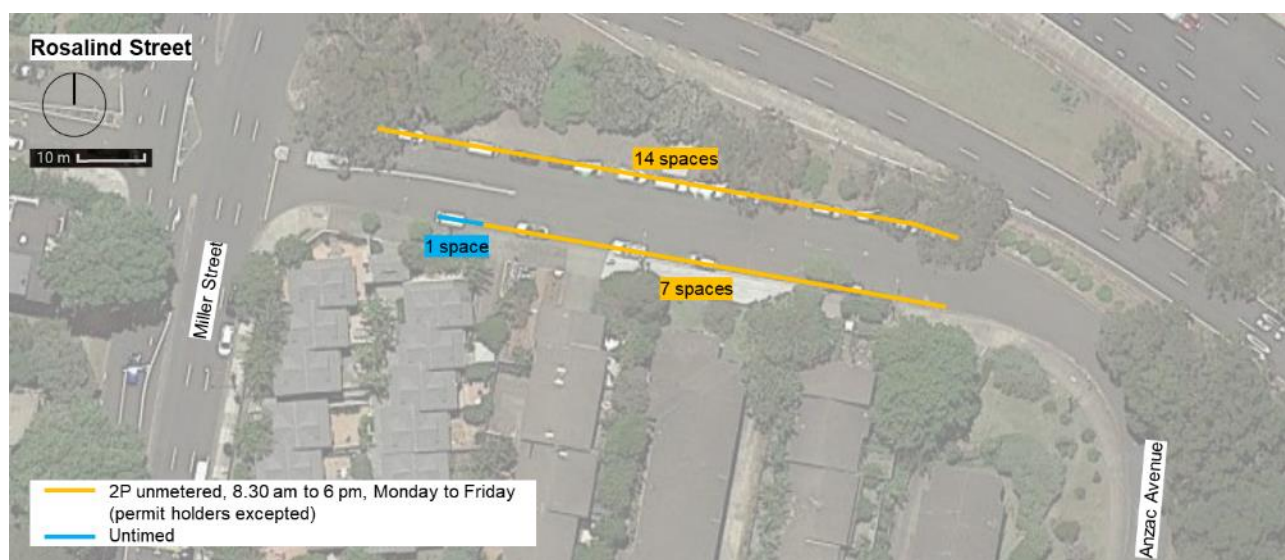 Rosalind Street
10 m
14 spaces
1 space
7 spaces
Miller Street
Anzac Avenue
2P unmetered, 8.30 am to 6 pm, Monday to Friday
(permit holders excepted)
Untimed